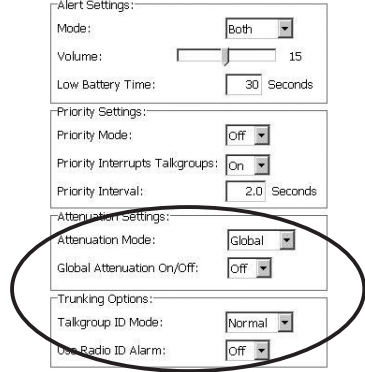 Alert Settings:
Mode: Both
Volume: 15
Low Battery Time: 30 Seconds
Priority Settings:
Priority Mode: Off
Priority Interrupts Talkgroups: On
Priority Interval: 2.0 Seconds
Attenuation Settings:
Attenuation Mode: Global
Global Attenuation On/Off: Off
Trunking Options:
Talkgroup ID Mode: Normal
Use Radio ID Alarm: Off